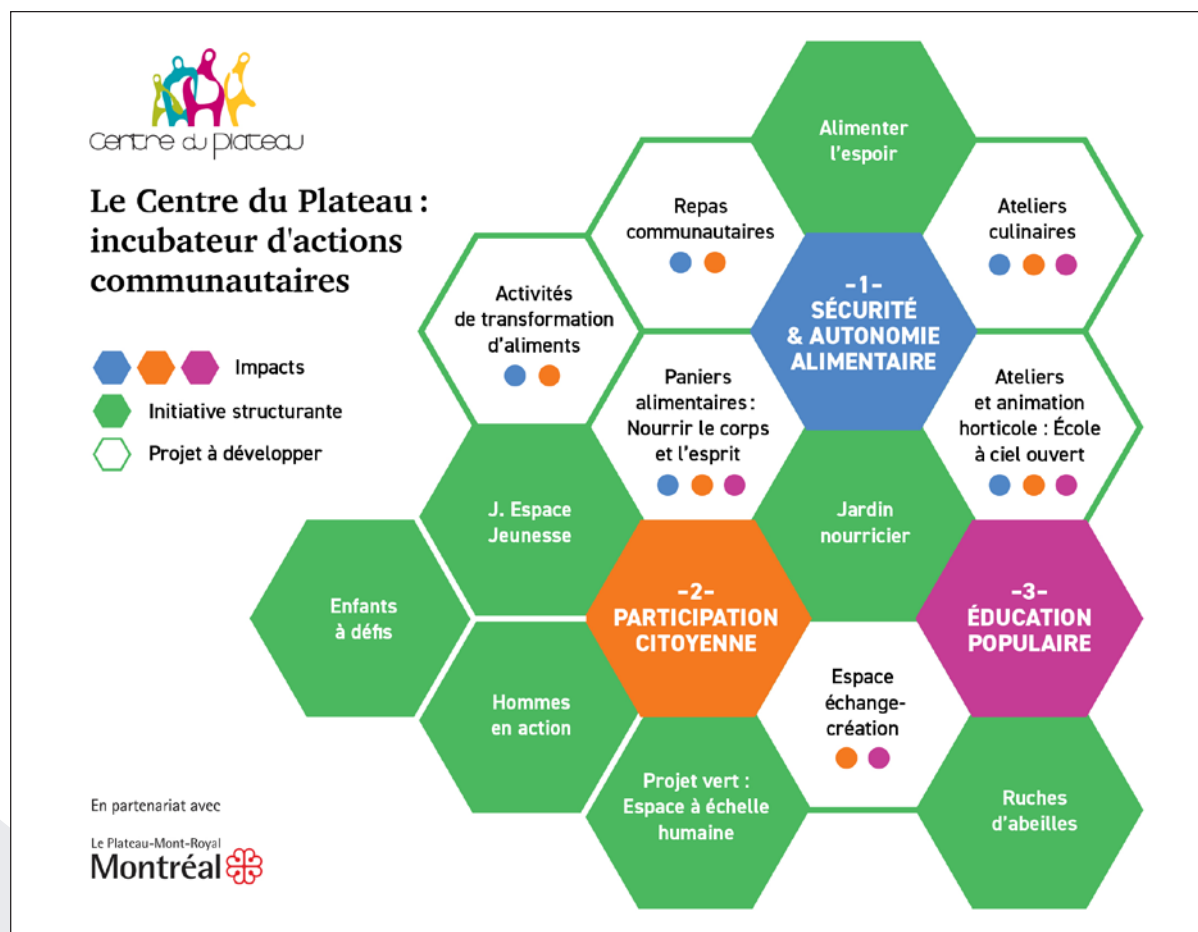 Centre du Plateau
Le Centre du Plateau :
incubateur d'actions
communautaires
Impacts
Initiative structurante
Projet à développer
Alimenter
l'espoir
Repas
communautaires
Ateliers
culinaires
Activités
de transformation
d'aliments
–1–
SÉCURITÉ
& AUTONOMIE
ALIMENTAIRE
Paniers
alimentaires :
Nourrir le corps
et l'esprit
Ateliers
et animation
horticole : École
à ciel ouvert
J. Espace
Jeunesse
Jardin
nourricier
Enfants
à défis
–2–
PARTICIPATION
CITOYENNE
–3–
ÉDUCATION
POPULAIRE
Hommes
en action
Espace
échange-
création
Projet vert :
Espace à échelle
humaine
Ruches
d'abeilles
En partenariat avec
Le Plateau-Mont-Royal
Montréal